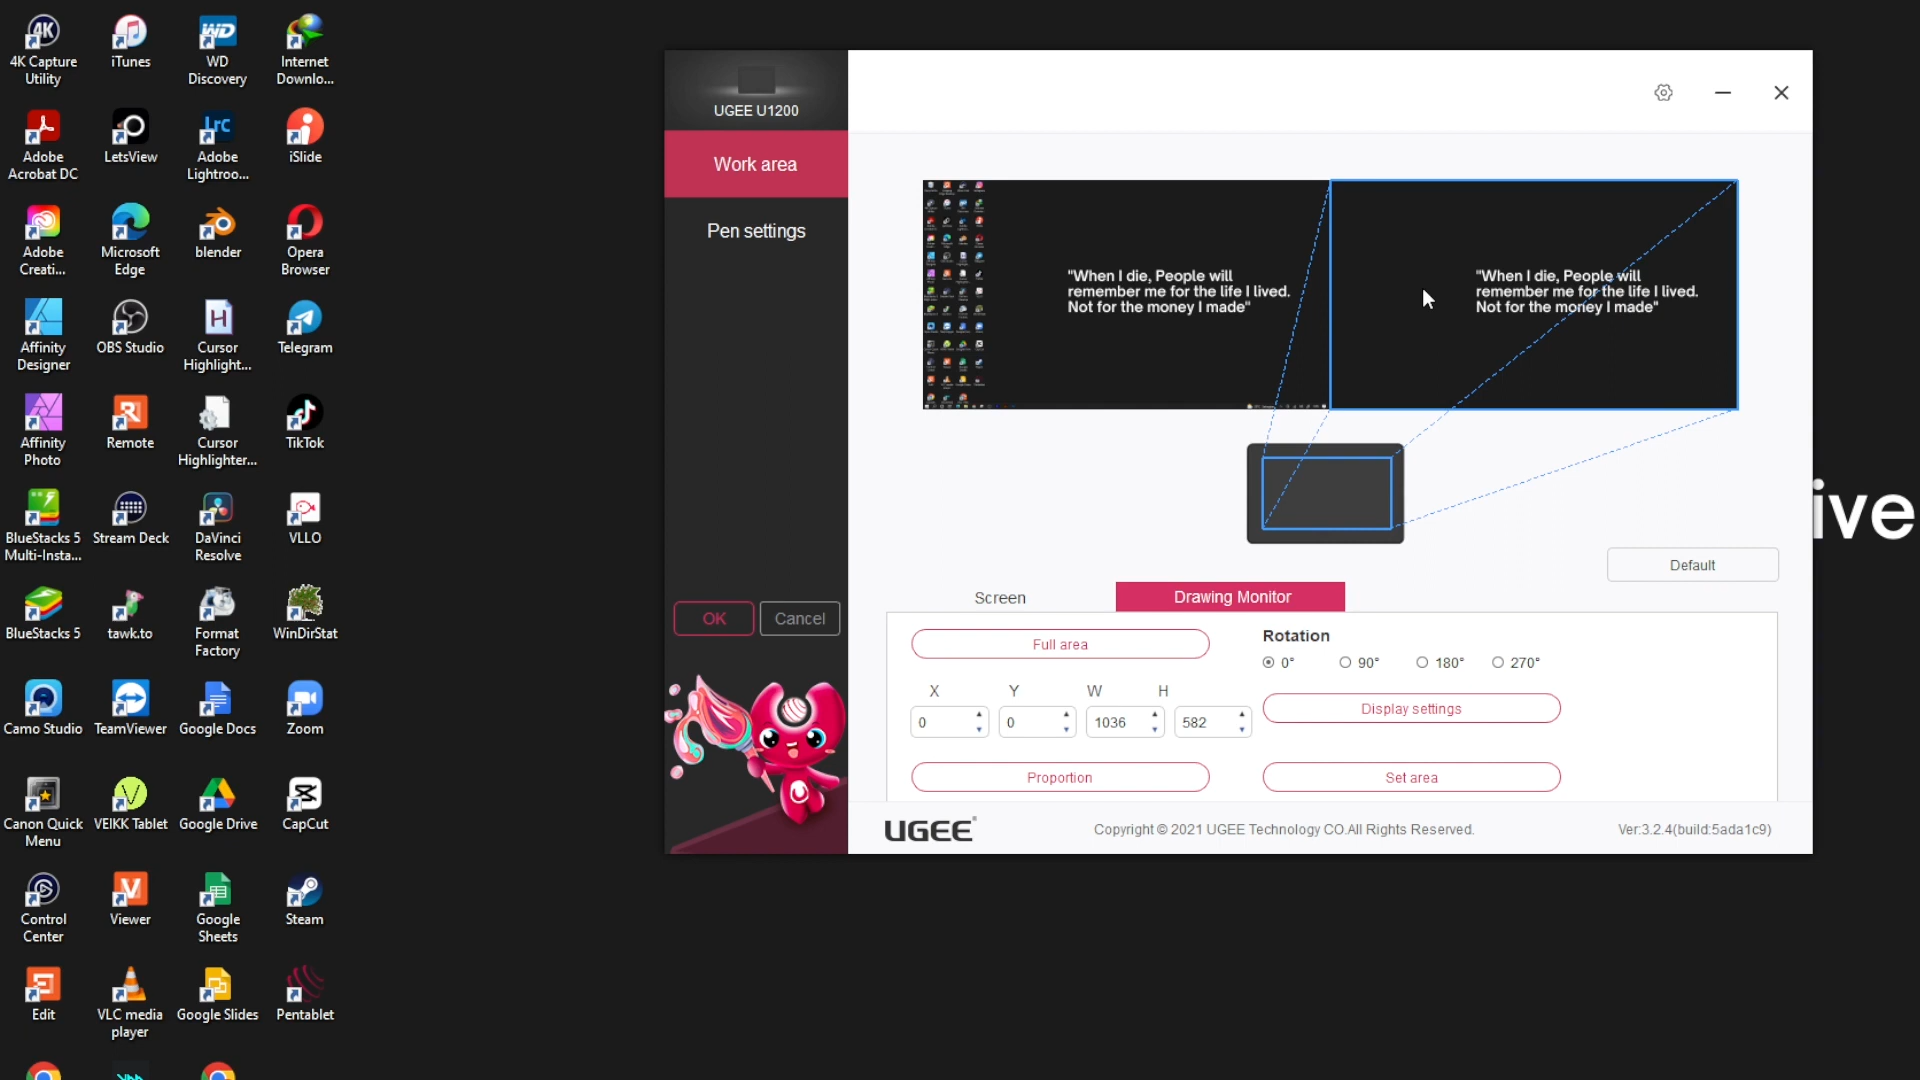 4K Capture
Utility
iTunes
WD
Discovery
Internet
Downlo...
Adobe
Acrobat DC
LetsView
Adobe
Lightroo...
iSlide
Adobe
Creati...
Microsoft
Edge
blender
Opera
Browser
Affinity
Designer
OBS Studio
Cursor
Highlight...
Telegram
Affinity
Photo
Remote
Cursor
Highlighter...
TikTok
BlueStacks 5
Multi-Insta...
Stream Deck
DaVinci
Resolve
VLLO
BlueStacks 5
tawk.to
Format
Factory
WinDirStat
Camo Studio
TeamViewer
Google Docs
Zoom
Canon Quick
Menu
VEIKK Tablet
Google Drive
CapCut
Control
Center
Viewer
Google
Sheets
Steam
Edit
VLC media
player
Google Slides
Pentablet
UGEE U1200
Work area
Pen settings
OK
Cancel
"When I die, People will
remember me for the life I lived.
Not for the money I made"
"When I die, People will
remember me for the life I lived.
Not for the money I made"
ive
Default
Screen
Drawing Monitor
Full area
Rotation
0°
90°
180°
270°
X
Y
W
H
0
0
1036
582
Display settings
Proportion
Set area
UGEE
Copyright © 2021 UGEE Technology CO.All Rights Reserved.
Ver:3.2.4(build:5ada1c9)